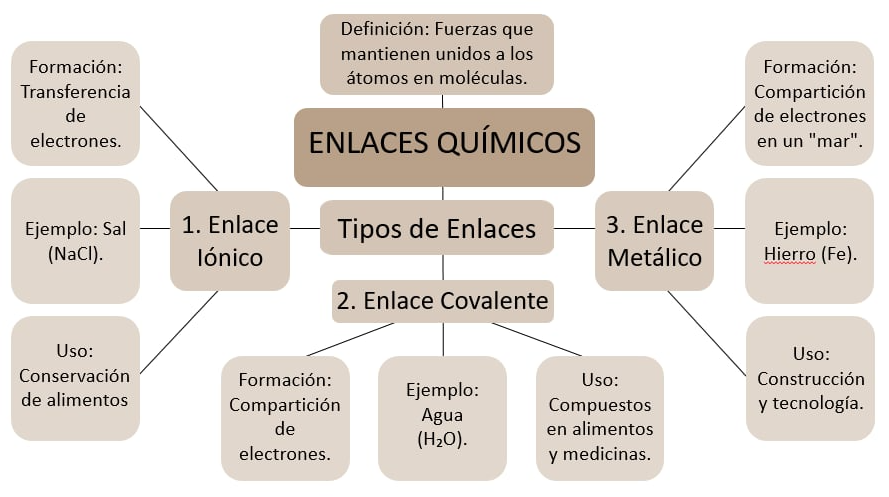 Definición: Fuerzas que
mantienen unidos a los
átomos en moléculas.
ENLACES QUÍMICOS
Tipos de Enlaces
1. Enlace
Iónico
Formación:
Transferencia
de
electrones.
Ejemplo: Sal
(NaCl).
Uso:
Conservación
de alimentos
2. Enlace Covalente
Formación:
Compartición
de
electrones.
Ejemplo:
Agua
(H₂O).
Uso:
Compuestos
en alimentos
y medicinas.
3. Enlace
Metálico
Formación:
Compartición
de electrones
en un "mar".
Ejemplo:
Hierro (Fe).
Uso:
Construcción
y tecnología.